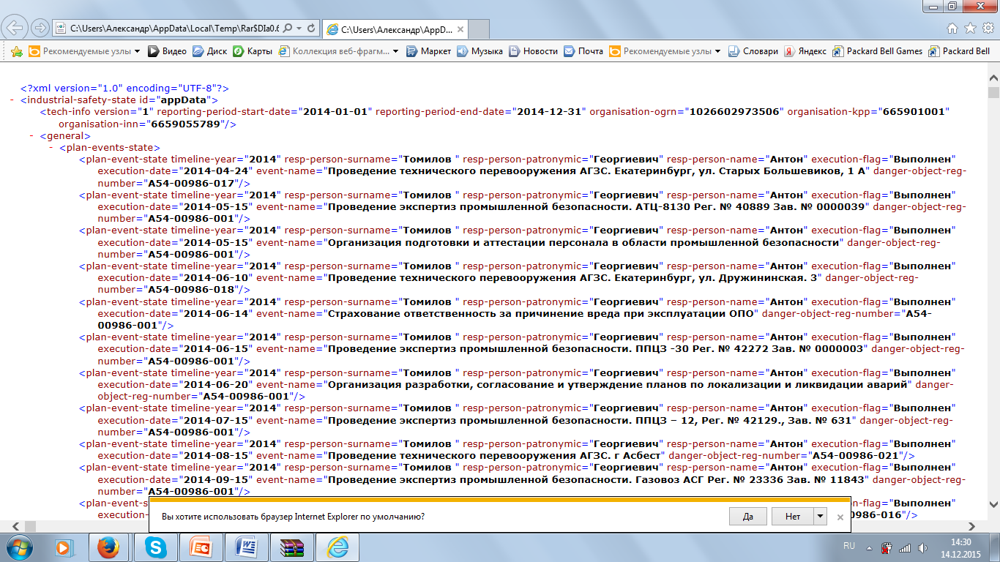 C:\Users\Александр\AppData\Local\Temp\Rar$DIa0.6
C:\Users\Александр\AppD...
Рекомендуемые узлы Видео Диск Карты Коллекция веб-фрагм... Маркет Музыка Новости Почта Рекомендуемые узлы Словари Яндекс Packard Bell Games Packard Bell
<?xml version="1.0" encoding="UTF-8"?>
- <industrial-safety-state id="appData">
<tech-info version="1" reporting-period-start-date="2014-01-01" reporting-period-end-date="2014-12-31" organisation-ogrn="1026602973506" organisation-kpp="665901001"
organisation-inn="6659055789"/>
- <general>
- <plan-events-state>
<plan-event-state timeline-year="2014" resp-person-surname="Томилов " resp-person-patronymic="Георгиевич" resp-person-name="Антон" execution-flag="Выполнен"
execution-date="2014-04-24" event-name="Проведение технического перевооружения АГЗС. Екатеринбург, ул. Старых Большевиков, 1 А" danger-object-reg-
number="А54-00986-017"/>
<plan-event-state timeline-year="2014" resp-person-surname="Томилов " resp-person-patronymic="Георгиевич" resp-person-name="Антон" execution-flag="Выполнен"
execution-date="2014-05-15" event-name="Проведение экспертиз промышленной безопасности. АТЦ-8130 Рег. № 40889 Зав. № 0000039" danger-object-reg-
number="А54-00986-001"/>
<plan-event-state timeline-year="2014" resp-person-surname="Томилов " resp-person-patronymic="Георгиевич" resp-person-name="Антон" execution-flag="Выполнен"
execution-date="2014-05-15" event-name="Организация подготовки и аттестации персонала в области промышленной безопасности" danger-object-reg-
number="А54-00986-001"/>
<plan-event-state timeline-year="2014" resp-person-surname="Томилов " resp-person-patronymic="Георгиевич" resp-person-name="Антон" execution-flag="Выполнен"
execution-date="2014-06-10" event-name="Проведение технического перевооружения АГЗС. Екатеринбург, ул. Дружининская. 3" danger-object-reg-
number="А54-00986-018"/>
<plan-event-state timeline-year="2014" resp-person-surname="Томилов " resp-person-patronymic="Георгиевич" resp-person-name="Антон" execution-flag="Выполнен"
execution-date="2014-06-14" event-name="Страхование ответственность за причинение вреда при эксплуатации ОПО" danger-object-reg-number="А54-
00986-001"/>
<plan-event-state timeline-year="2014" resp-person-surname="Томилов " resp-person-patronymic="Георгиевич" resp-person-name="Антон" execution-flag="Выполнен"
execution-date="2014-06-15" event-name="Проведение экспертиз промышленной безопасности. ППЦЗ -30 Рег. № 42272 Зав. № 0000003" danger-object-reg-
number="А54-00986-001"/>
<plan-event-state timeline-year="2014" resp-person-surname="Томилов " resp-person-patronymic="Георгиевич" resp-person-name="Антон" execution-flag="Выполнен"
execution-date="2014-06-20" event-name="Организация разработки, согласование и утверждение планов по локализации и ликвидации аварий" danger-
object-reg-number="А54-00986-001"/>
<plan-event-state timeline-year="2014" resp-person-surname="Томилов " resp-person-patronymic="Георгиевич" resp-person-name="Антон" execution-flag="Выполнен"
execution-date="2014-07-15" event-name="Проведение экспертиз промышленной безопасности. ППЦЗ – 12, Рег. № 42129., Зав. № 631" danger-object-reg-
number="А54-00986-001"/>
<plan-event-state timeline-year="2014" resp-person-surname="Томилов " resp-person-patronymic="Георгиевич" resp-person-name="Антон" execution-flag="Выполнен"
execution-date="2014-08-15" event-name="Проведение технического перевооружения АГЗС. г Асбест" danger-object-reg-number="А54-00986-021"/>
<plan-event-state timeline-year="2014" resp-person-surname="Томилов " resp-person-patronymic="Георгиевич" resp-person-name="Антон" execution-flag="Выполнен"
execution-date="2014-09-15" event-name="Проведение экспертиз промышленной безопасности. Газовоз АСГ Рег. № 23336 Зав. № 11843" danger-object-reg-
number="А54-00986-001"/>
<plan-event-s -flag="Выполнен"
execution- 0986-016"/>
Вы хотите использовать браузер Internet Explorer по умолчанию? Да Нет
RU 14:30
14.12.2015